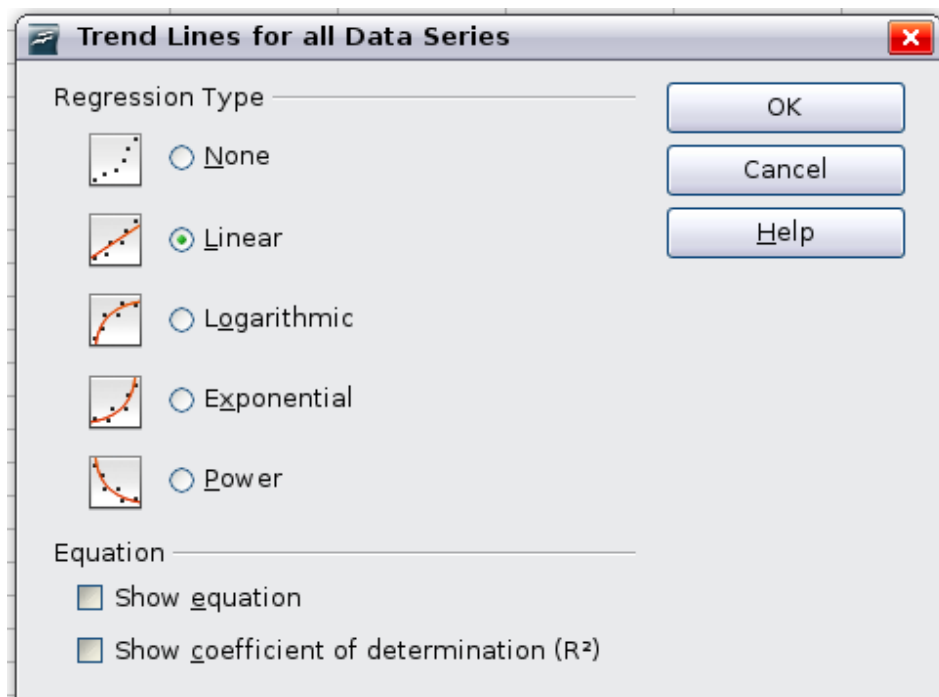 Trend Lines for all Data Series
Regression Type
OK
None
Cancel
Linear
Help
Logarithmic
Exponential
Power
Equation
Show equation
Show coefficient of determination (R²)